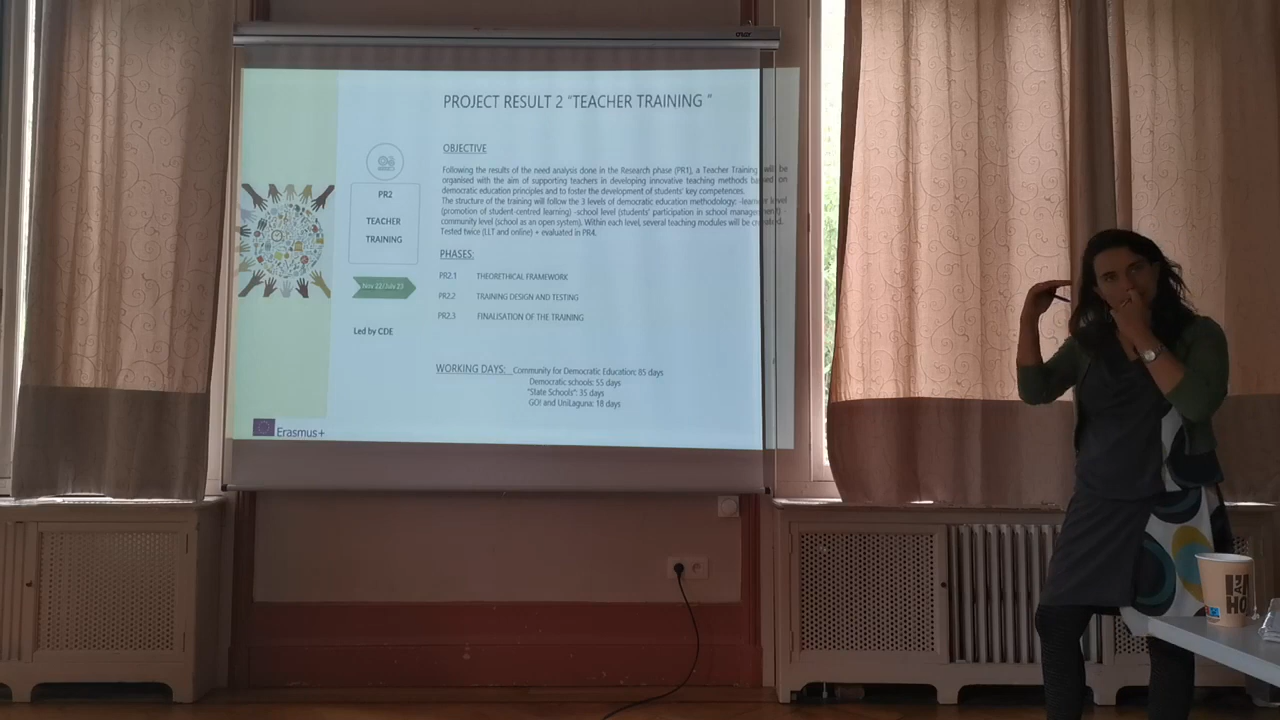 PROJECT RESULT 2 "TEACHER TRAINING "
OBJECTIVE
Following the results of the need analysis done in the Research phase (PR1), a Teacher Training will be
organised with the aim of supporting teachers in developing innovative teaching methods based on
democratic education principles and to foster the development of students' key competences.
The structure of the training will follow the 3 levels of democratic education methodology: -learner level
(promotion of student-centred learning) -school level (students' participation in school management) -
community level (school as an open system). Within each level, several teaching modules will be created.
Tested twice (LLT and online) + evaluated in PR4.
PR2
TEACHER
TRAINING
Nov 22/July 23
Led by CDE
PHASES:
PR2.1 THEORETHICAL FRAMEWORK
PR2.2 TRAINING DESIGN AND TESTING
PR2.3 FINALISATION OF THE TRAINING
WORKING DAYS: Community for Democratic Education: 85 days
Democratic schools: 55 days
"State Schools": 35 days
GO! and UniLaguna: 18 days
Erasmus+